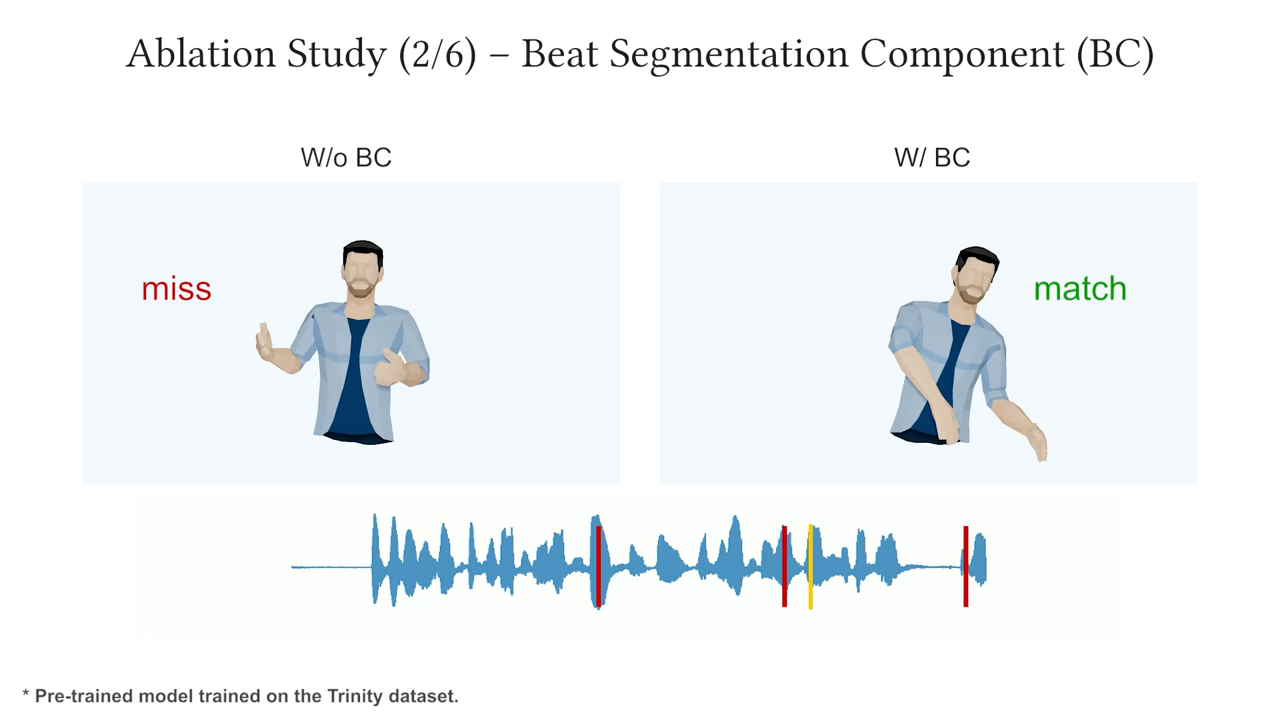 Ablation Study (2/6) – Beat Segmentation Component (BC)
W/o BC
W/ BC
miss
match
* Pre-trained model trained on the Trinity dataset.